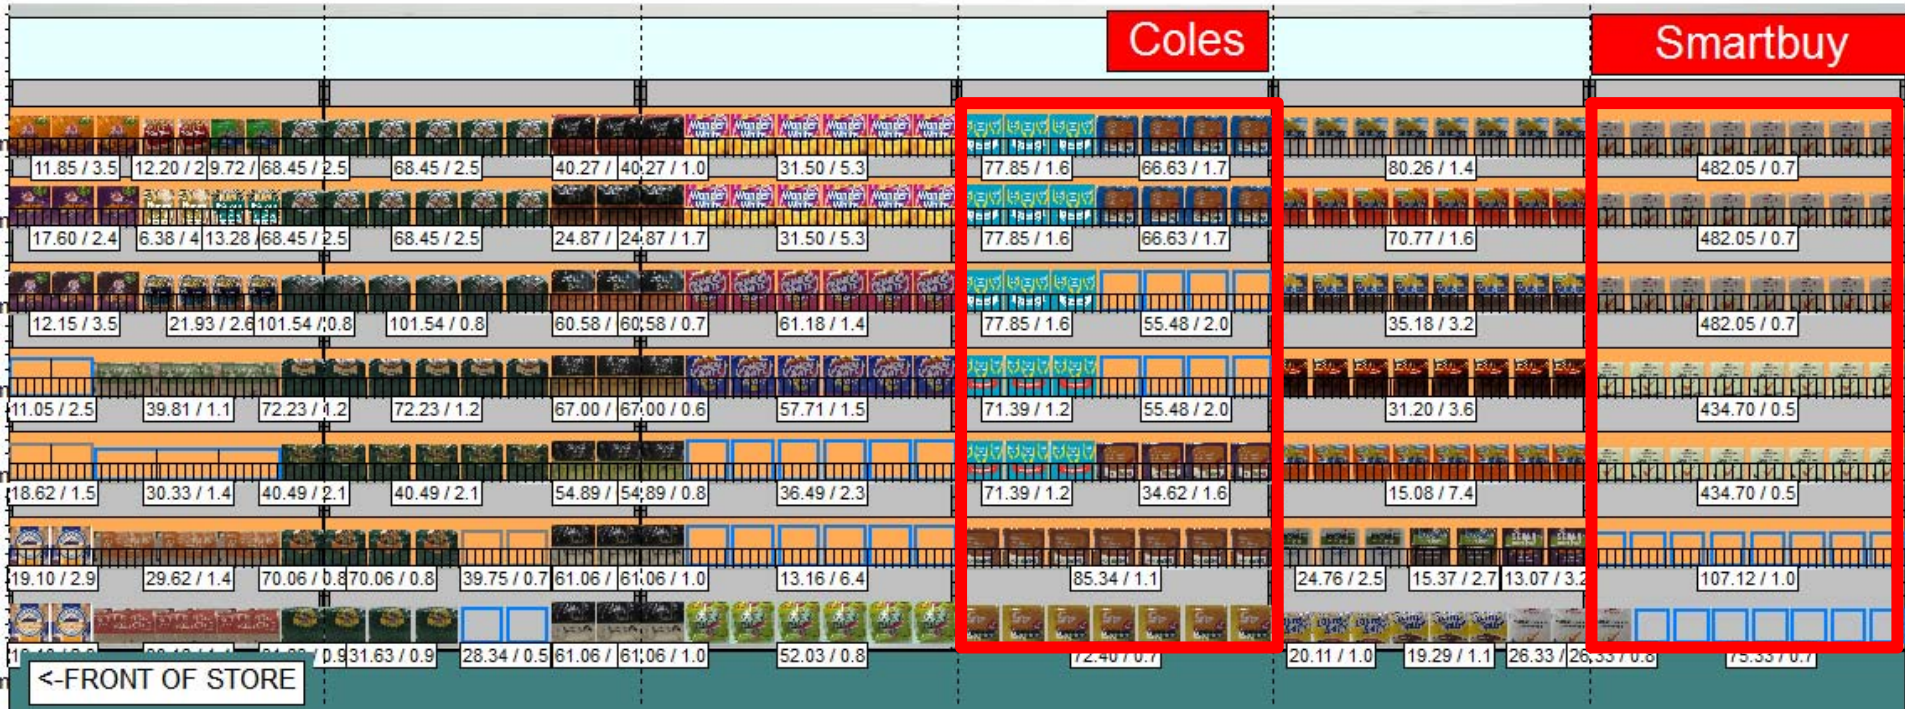 Coles
Smartbuy
11.85 / 3.5 12.20 / 2 9.72 / 68.45 / 2.5 68.45 / 2.5 40.27 / 40.27 / 1.0 31.50 / 5.3 77.85 / 1.6 66.63 / 1.7 80.26 / 1.4 482.05 / 0.7
17.60 / 2.4 6.38 / 4 13.28 / 68.45 / 2.5 68.45 / 2.5 24.87 / 24.87 / 1.7 31.50 / 5.3 77.85 / 1.6 66.63 / 1.7 70.77 / 1.6 482.05 / 0.7
12.15 / 3.5 21.93 / 2.6 101.54 / 0.8 101.54 / 0.8 60.58 / 60.58 / 0.7 61.18 / 1.4 77.85 / 1.6 55.48 / 2.0 35.18 / 3.2 482.05 / 0.7
11.05 / 2.5 39.81 / 1.1 72.23 / 1.2 72.23 / 1.2 67.00 / 67.00 / 0.6 57.71 / 1.5 71.39 / 1.2 55.48 / 2.0 31.20 / 3.6 434.70 / 0.5
18.62 / 1.5 30.33 / 1.4 40.49 / 2.1 40.49 / 2.1 54.89 / 54.89 / 0.8 36.49 / 2.3 71.39 / 1.2 34.62 / 1.6 15.08 / 7.4 434.70 / 0.5
19.10 / 2.9 29.62 / 1.4 70.06 / 0.8 70.06 / 0.8 39.75 / 0.7 61.06 / 61.06 / 1.0 13.16 / 6.4 85.34 / 1.1 24.76 / 2.5 15.37 / 2.7 13.07 / 3.2 107.12 / 1.0
31.63 / 0.9 28.34 / 0.5 61.06 / 61.06 / 1.0 52.03 / 0.8 72.40 / 0.7 20.11 / 1.0 19.29 / 1.1 26.33 / 26.33 / 0.8 75.33 / 0.7
<-FRONT OF STORE